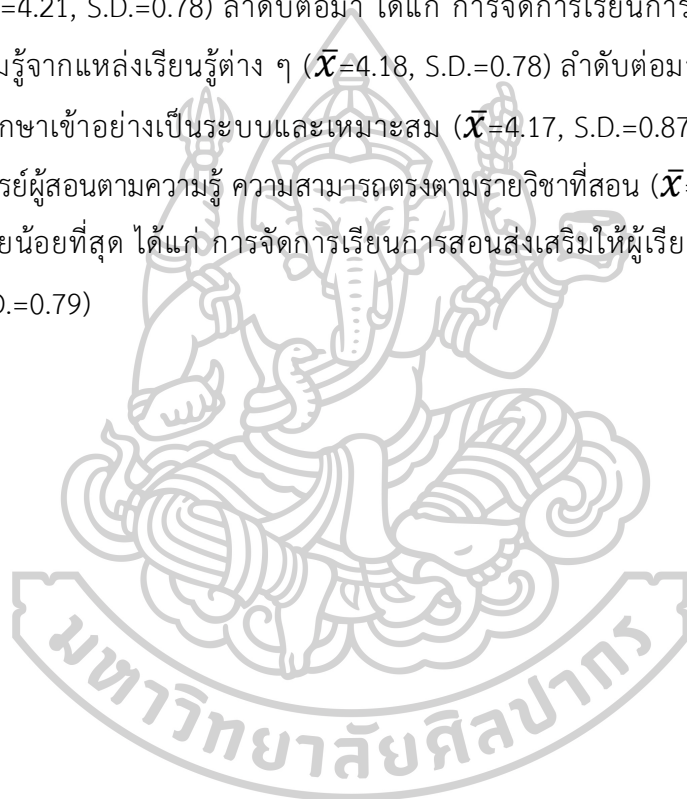 =4.21, S.D.=0.78) ลำดับต่อมา ได้แก่ การจัดการเรียนการ
มรู้จากแหล่งเรียนรู้ต่าง ๆ (x̄=4.18, S.D.=0.78) ลำดับต่อมา
กษาเข้าอย่างเป็นระบบและเหมาะสม (x̄=4.17, S.D.=0.87
รย์ผู้สอนตามความรู้ ความสามารถตรงตามรายวิชาที่สอน (x̄=
ยน้อยที่สุด ได้แก่ การจัดการเรียนการสอนส่งเสริมให้ผู้เรีย
D.=0.79)
มหาวิทยาลัยศิลปากร